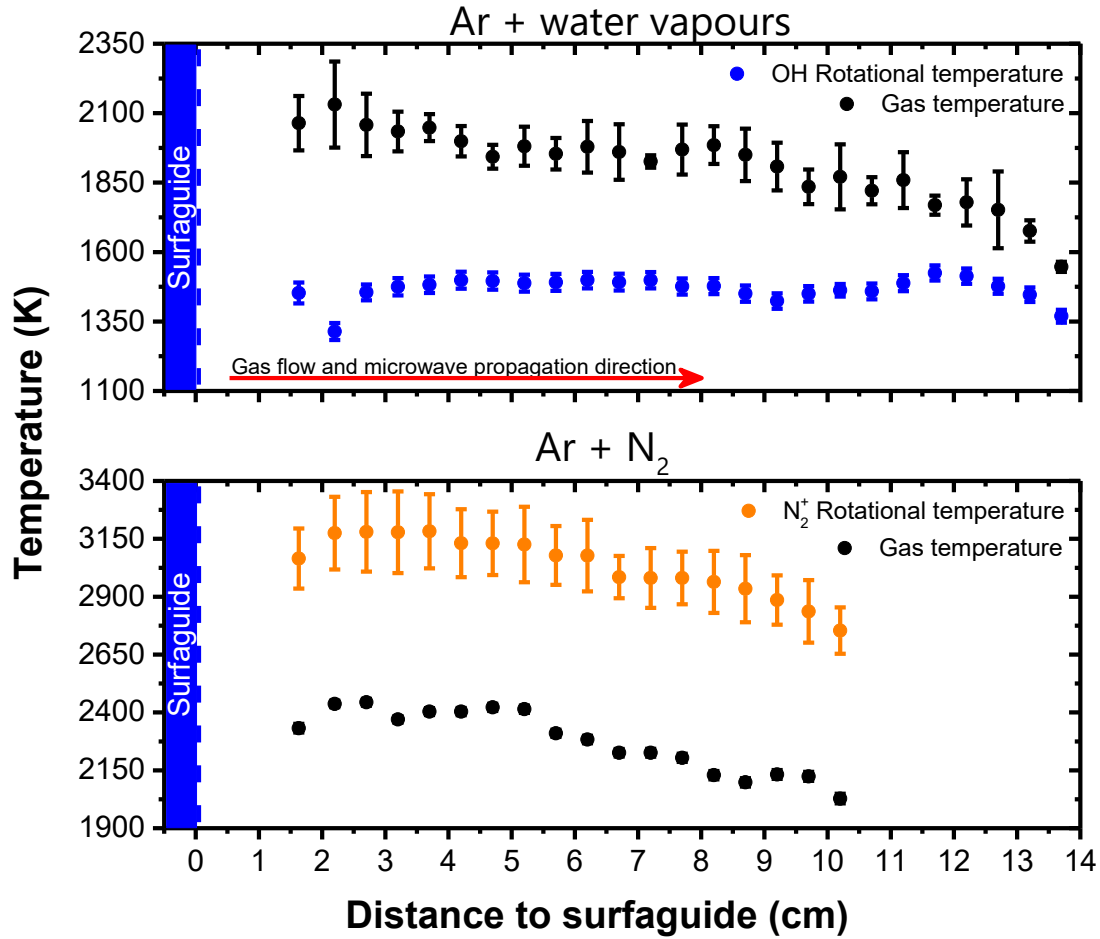 Ar + water vapours
2350
2100
1850
1600
1350
1100
OH Rotational temperature
Gas temperature
Surfaguide
Gas flow and microwave propagation direction
Temperature (K)
Ar + N₂
3400
3150
2900
2650
2400
2150
1900
N₂⁺ Rotational temperature
Gas temperature
Surfaguide
0 1 2 3 4 5 6 7 8 9 10 11 12 13 14
Distance to surfaguide (cm)